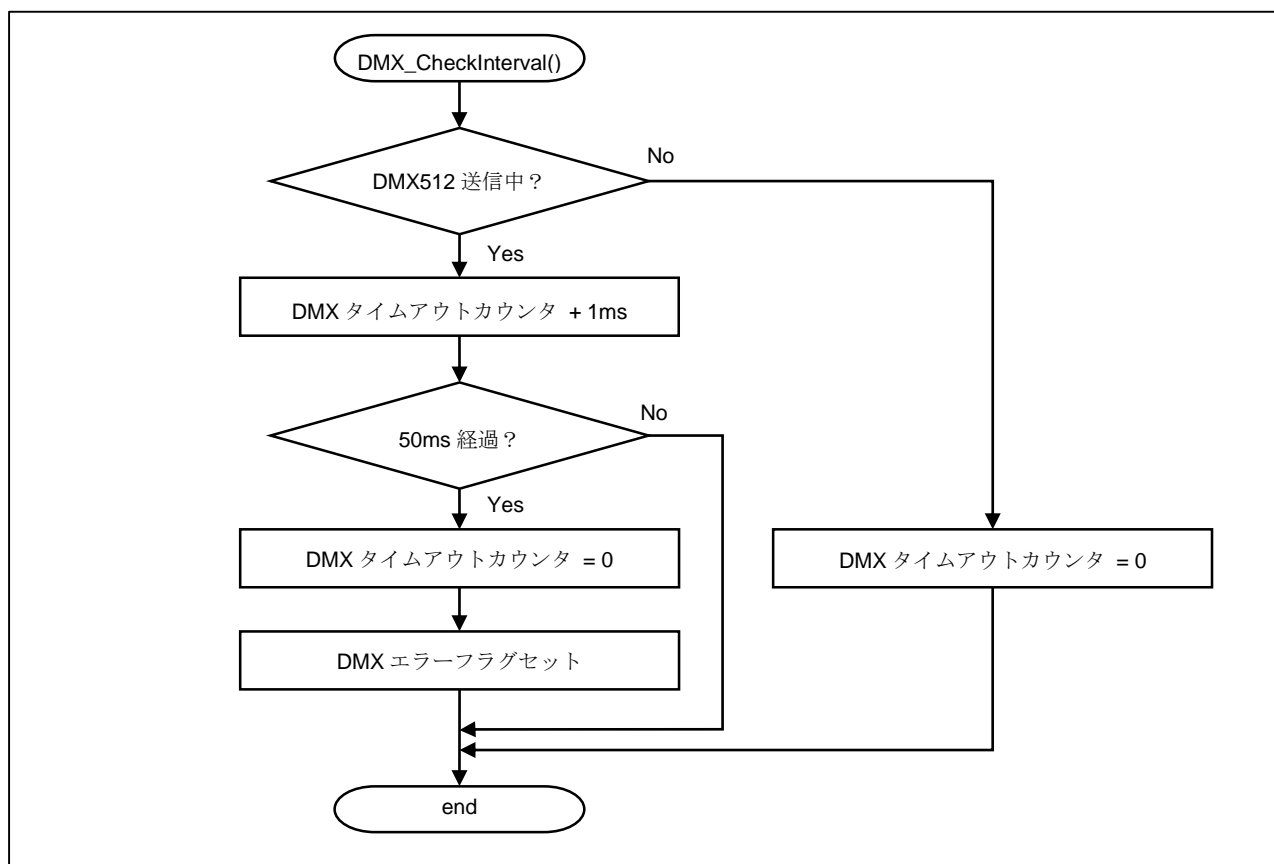 DMX_CheckInterval()
DMX512 送信中？
No
Yes
DMX タイムアウトカウンタ + 1ms
50ms 経過？
No
Yes
DMX タイムアウトカウンタ = 0
DMX タイムアウトカウンタ = 0
DMX エラーフラグセット
end